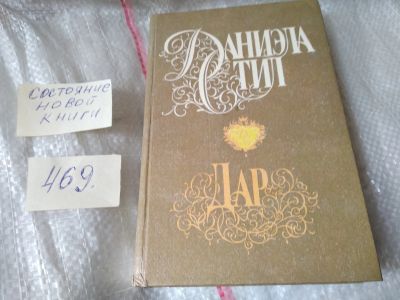 ДАНИЭЛА
СТИЛ
ДАР
СОСТОЯНИЕ
НОВОЙ
КНИГИ
469.